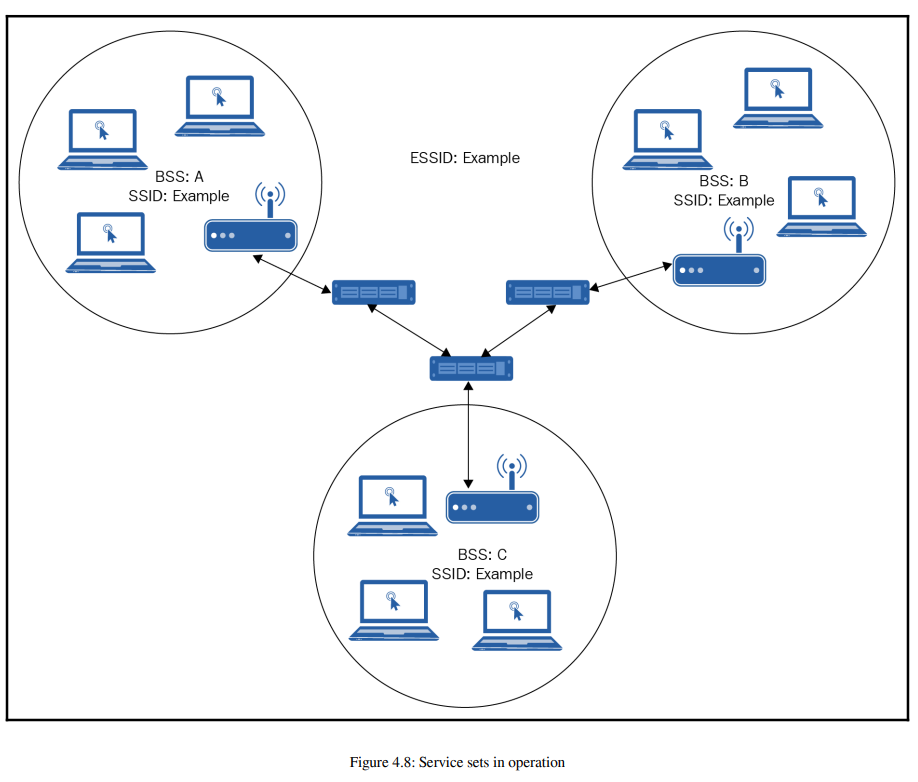 ESSID: Example
BSS: A
SSID: Example
BSS: B
SSID: Example
BSS: C
SSID: Example
Figure 4.8: Service sets in operation